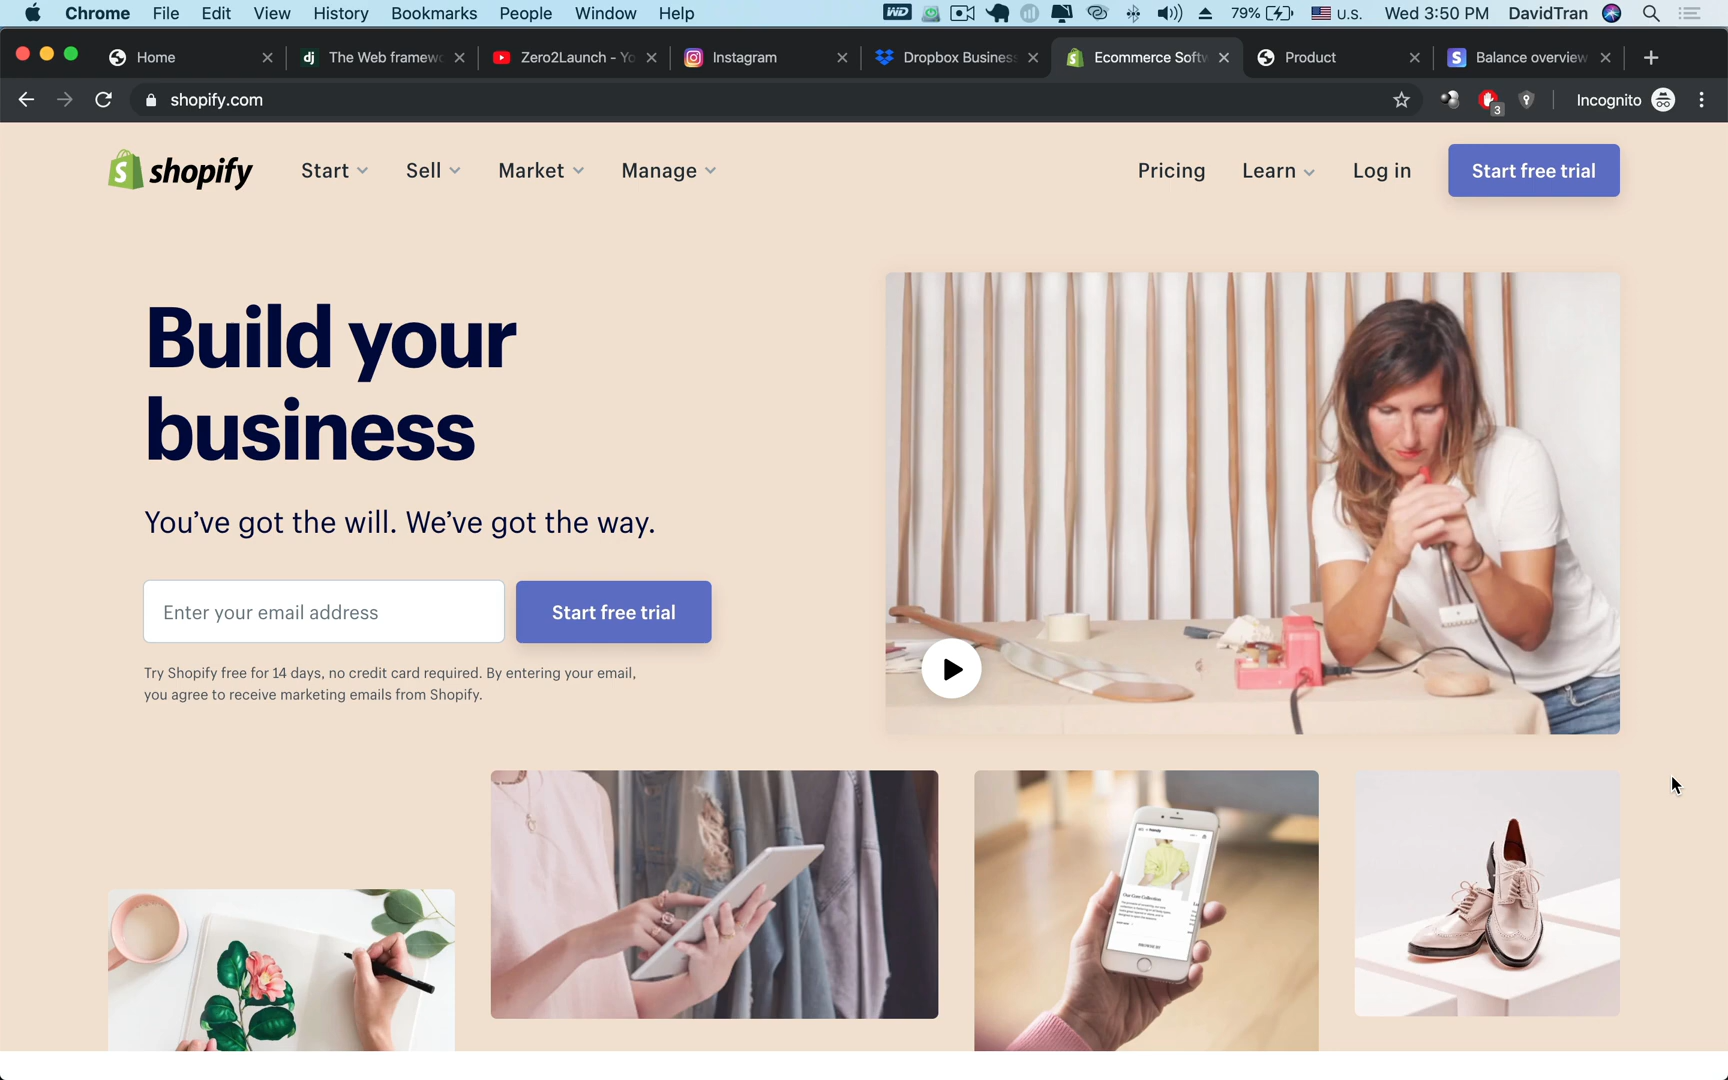 Chrome File Edit View History Bookmarks People Window Help 79% U.S. Wed 3:50 PM DavidTran
Home The Web framew Zero2Launch - Yo Instagram Dropbox Business Ecommerce Softw Product Balance overview
shopify.com 3 Incognito
shopify Start Sell Market Manage Pricing Learn Log in Start free trial
Build your
business
You’ve got the will. We’ve got the way.
Enter your email address Start free trial
Try Shopify free for 14 days, no credit card required. By entering your email,
you agree to receive marketing emails from Shopify.